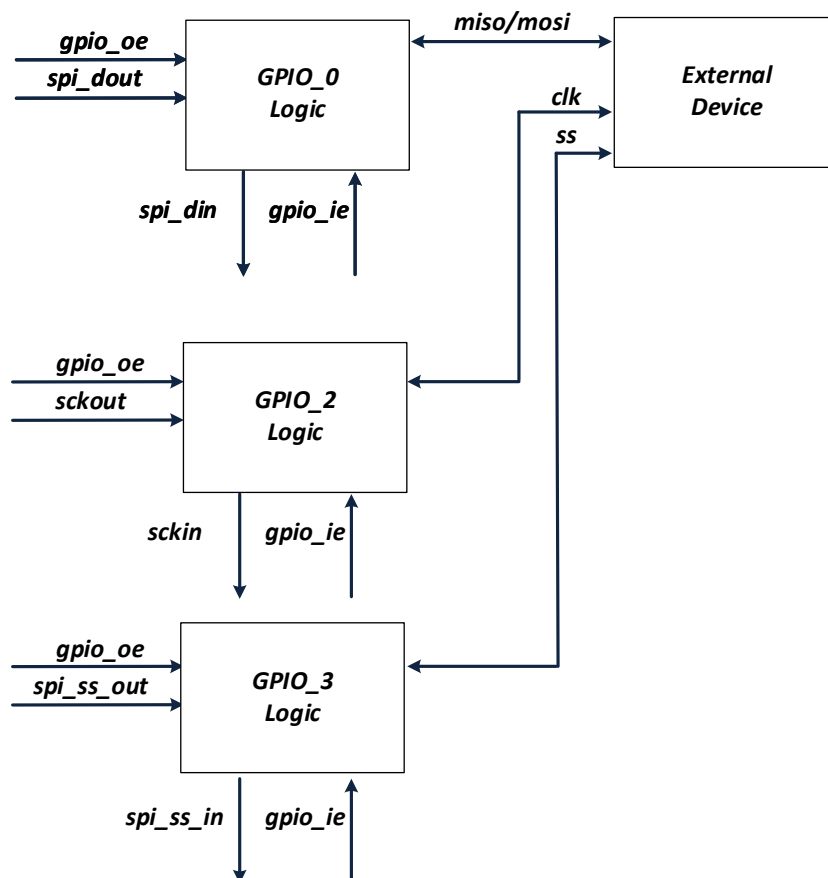 gpio_oe
spi_dout
GPIO_0
Logic
miso/mosi
External
Device
clk
ss
spi_din
gpio_ie
gpio_oe
sckout
GPIO_2
Logic
sckin
gpio_ie
gpio_oe
spi_ss_out
GPIO_3
Logic
spi_ss_in
gpio_ie